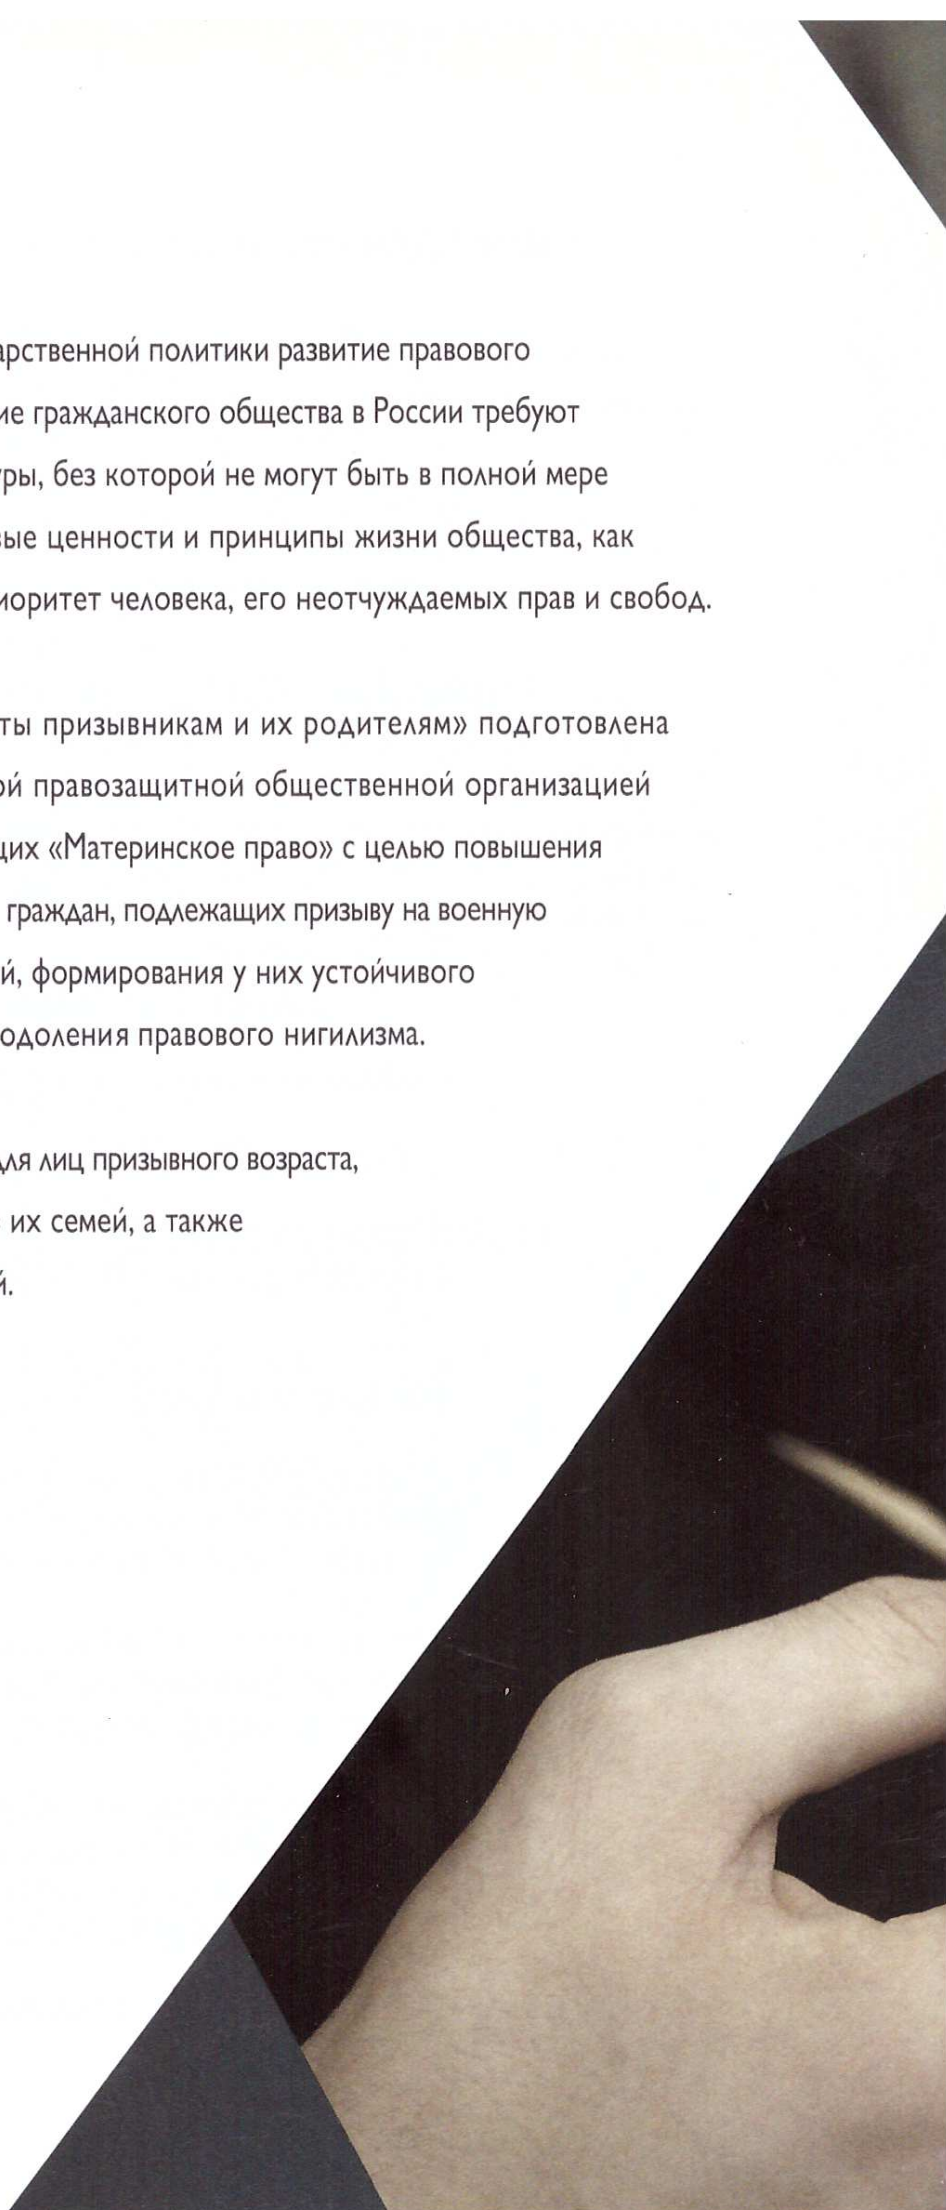 арственной политики развитие правового
ие гражданского общества в России требуют
уры, без которой не могут быть в полной мере
вые ценности и принципы жизни общества, как
иоритет человека, его неотчуждаемых прав и свобод.
ты призывникам и их родителям» подготовлена
ой правозащитной общественной организацией
щих «Материнское право» с целью повышения
граждан, подлежащих призыву на военную
й, формирования у них устойчивого
одоления правового нигилизма.
для лиц призывного возраста,
их семей, а также
й.